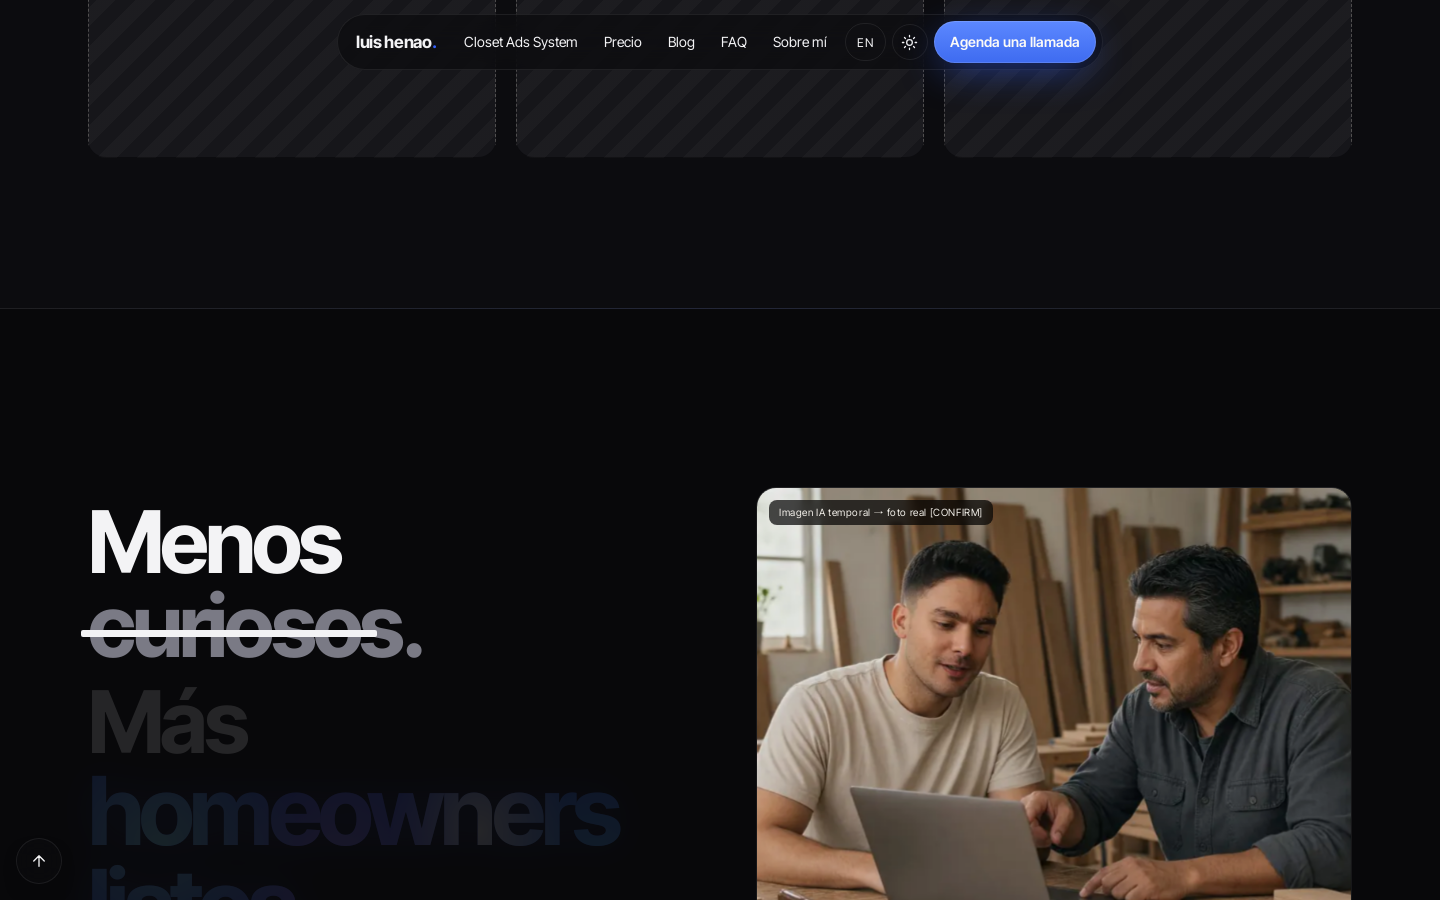 luis henao.
Closet Ads System
Precio
Blog
FAQ
Sobre mí
EN
Agenda una llamada
Imagen IA temporal → foto real [CONFIRM]
Menos
curiosos.
Más
homeowners
listos